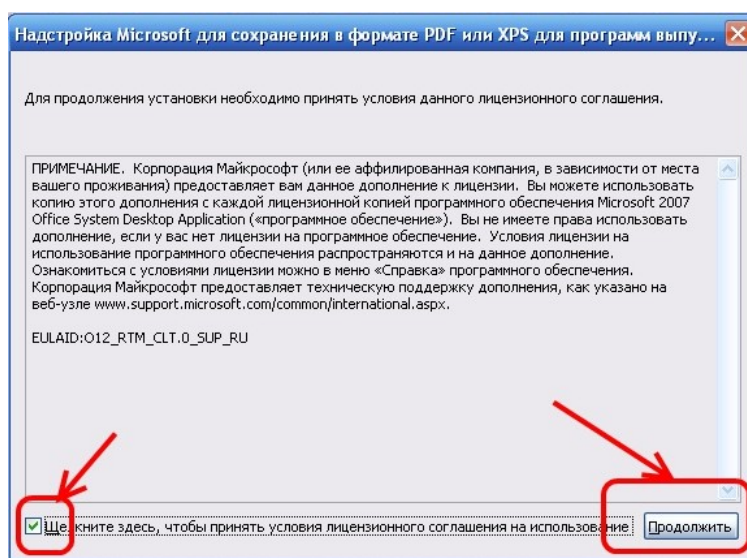 Надстройка Microsoft для сохранения в формате PDF или XPS для программ выпу...
Для продолжения установки необходимо принять условия данного лицензионного соглашения.
ПРИМЕЧАНИЕ. Корпорация Майкрософт (или ее аффилированная компания, в зависимости от места
вашего проживания) предоставляет вам данное дополнение к лицензии. Вы можете использовать
копию этого дополнения с каждой лицензионной копией программного обеспечения Microsoft 2007
Office System Desktop Application («программное обеспечение»). Вы не имеете права использовать
дополнение, если у вас нет лицензии на программное обеспечение. Условия лицензии на
использование программного обеспечения распространяются и на данное дополнение.
Ознакомиться с условиями лицензии можно в меню «Справка» программного обеспечения.
Корпорация Майкрософт предоставляет техническую поддержку дополнения, как указано на
веб-узле www.support.microsoft.com/common/international.aspx.
EULAID:O12_RTM_CLT.0_SUP_RU
Щелкните здесь, чтобы принять условия лицензионного соглашения на использование
Продолжить